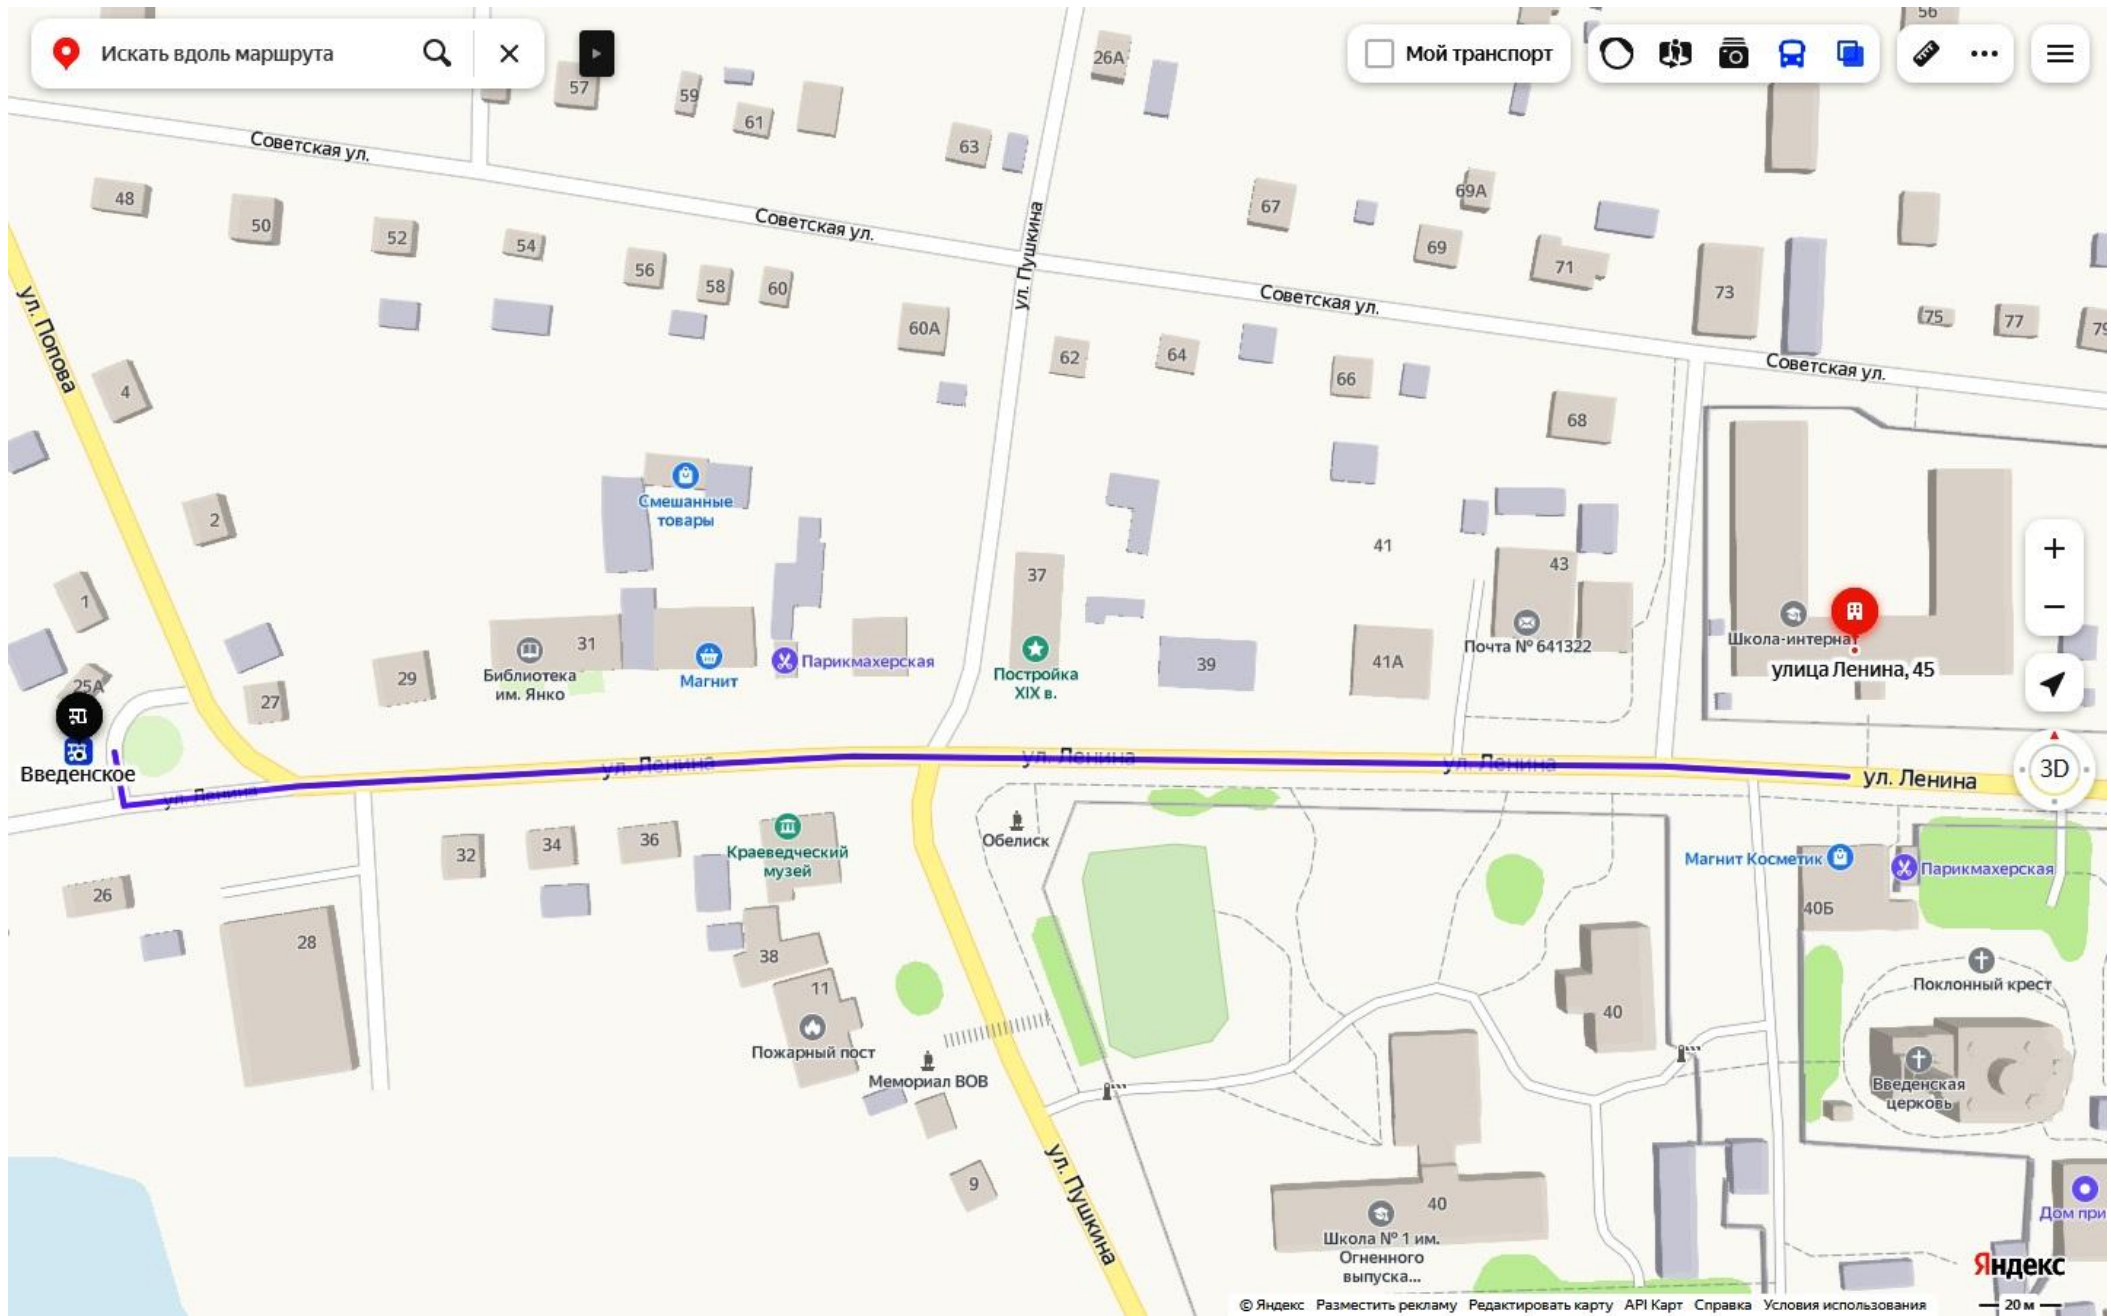 Искать вдоль маршрута
Мой транспорт
56
57
59
61
63
26А
Советская ул.
48
50
52
54
56
58
60
60А
Советская ул.
ул. Пушкина
67
69А
69
71
73
75
77
79
Советская ул.
Советская ул.
62
64
66
68
ул. Попова
4
2
1
25А
27
29
Введенское
Смешанные
товары
31
Библиотека
им. Янко
Магнит
Парикмахерская
37
Постройка
XIX в.
39
41
41А
43
Почта № 641322
Школа-интернат
улица Ленина, 45
3D
ул. Ленина
ул. Ленина
ул. Ленина
ул. Ленина
ул. Ленина
26
28
32
34
36
Краеведческий
музей
38
11
Пожарный пост
Мемориал ВОВ
9
Обелиск
ул. Пушкина
Магнит Косметик
Парикмахерская
40Б
40
Поклонный крест
Введенская
церковь
40
Школа № 1 им.
Огненного
выпуска...
Дом при
Яндекс
© Яндекс Разместить рекламу Редактировать карту API Карт Справка Условия использования 20 м